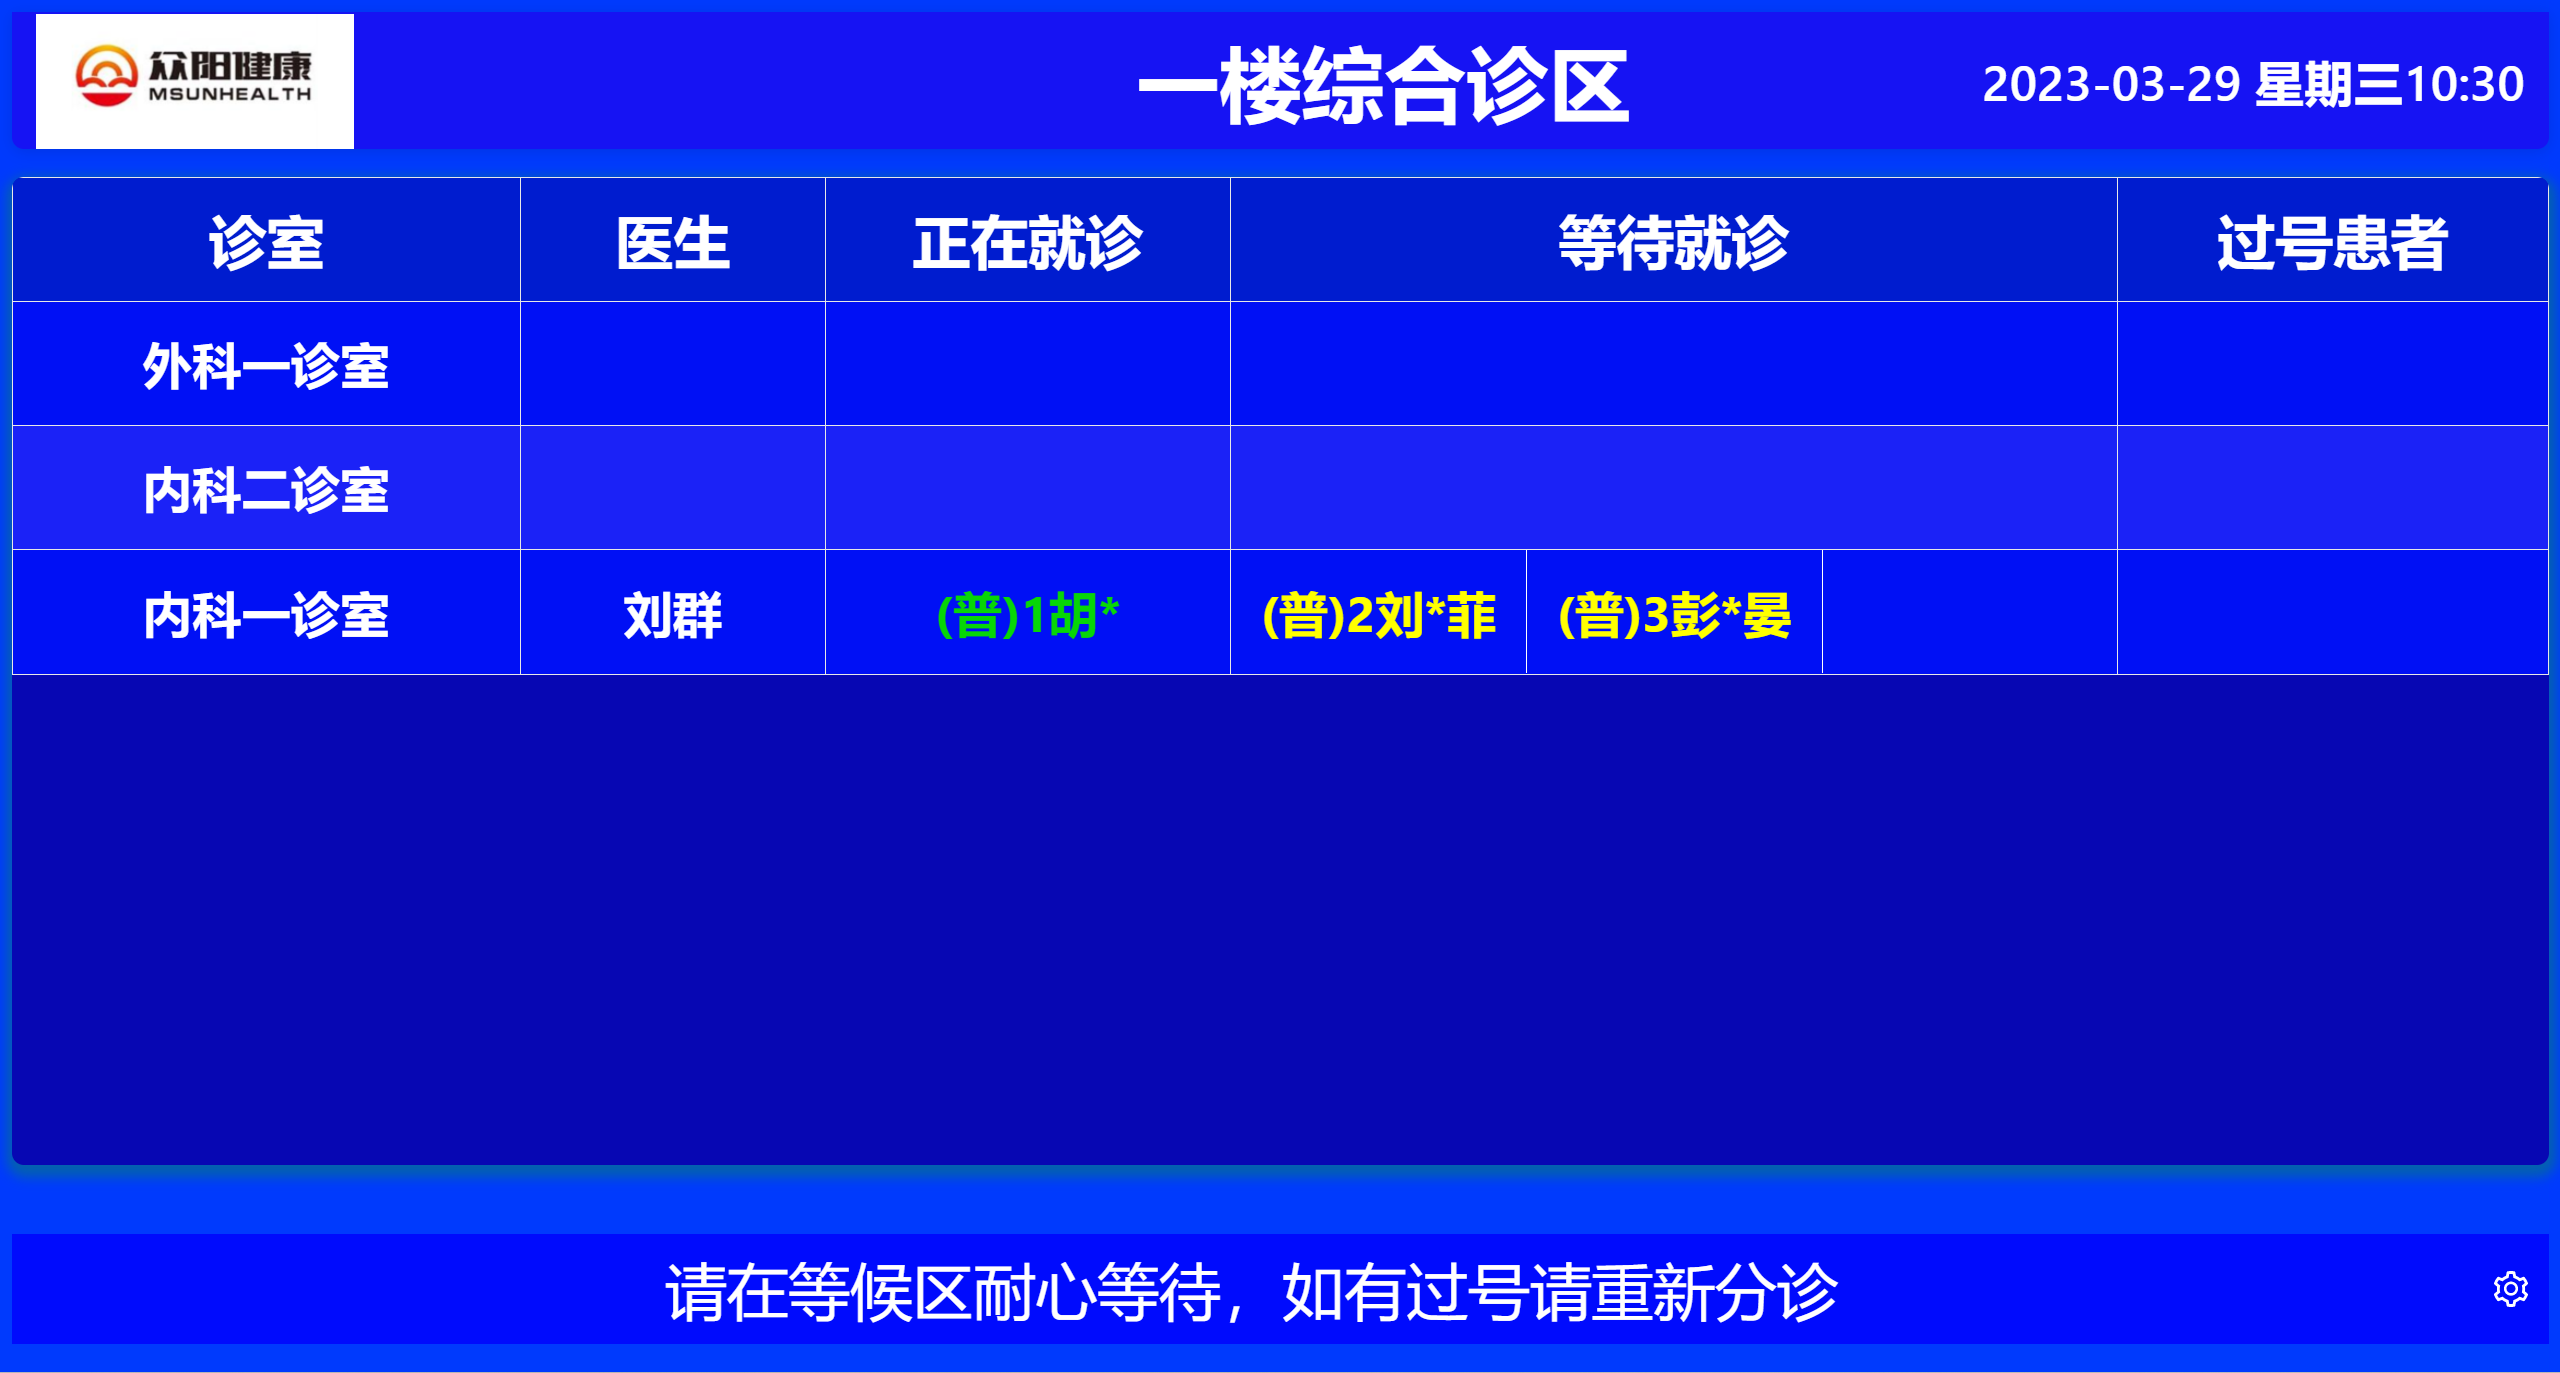 众阳健康
MSUNHEALTH
一楼综合诊区
2023-03-29 星期三10:30
诊室 医生 正在就诊 等待就诊 过号患者
外科一诊室
内科二诊室
内科一诊室 刘群 (普)1胡* (普)2刘*菲 (普)3彭*晏
请在等候区耐心等待，如有过号请重新分诊